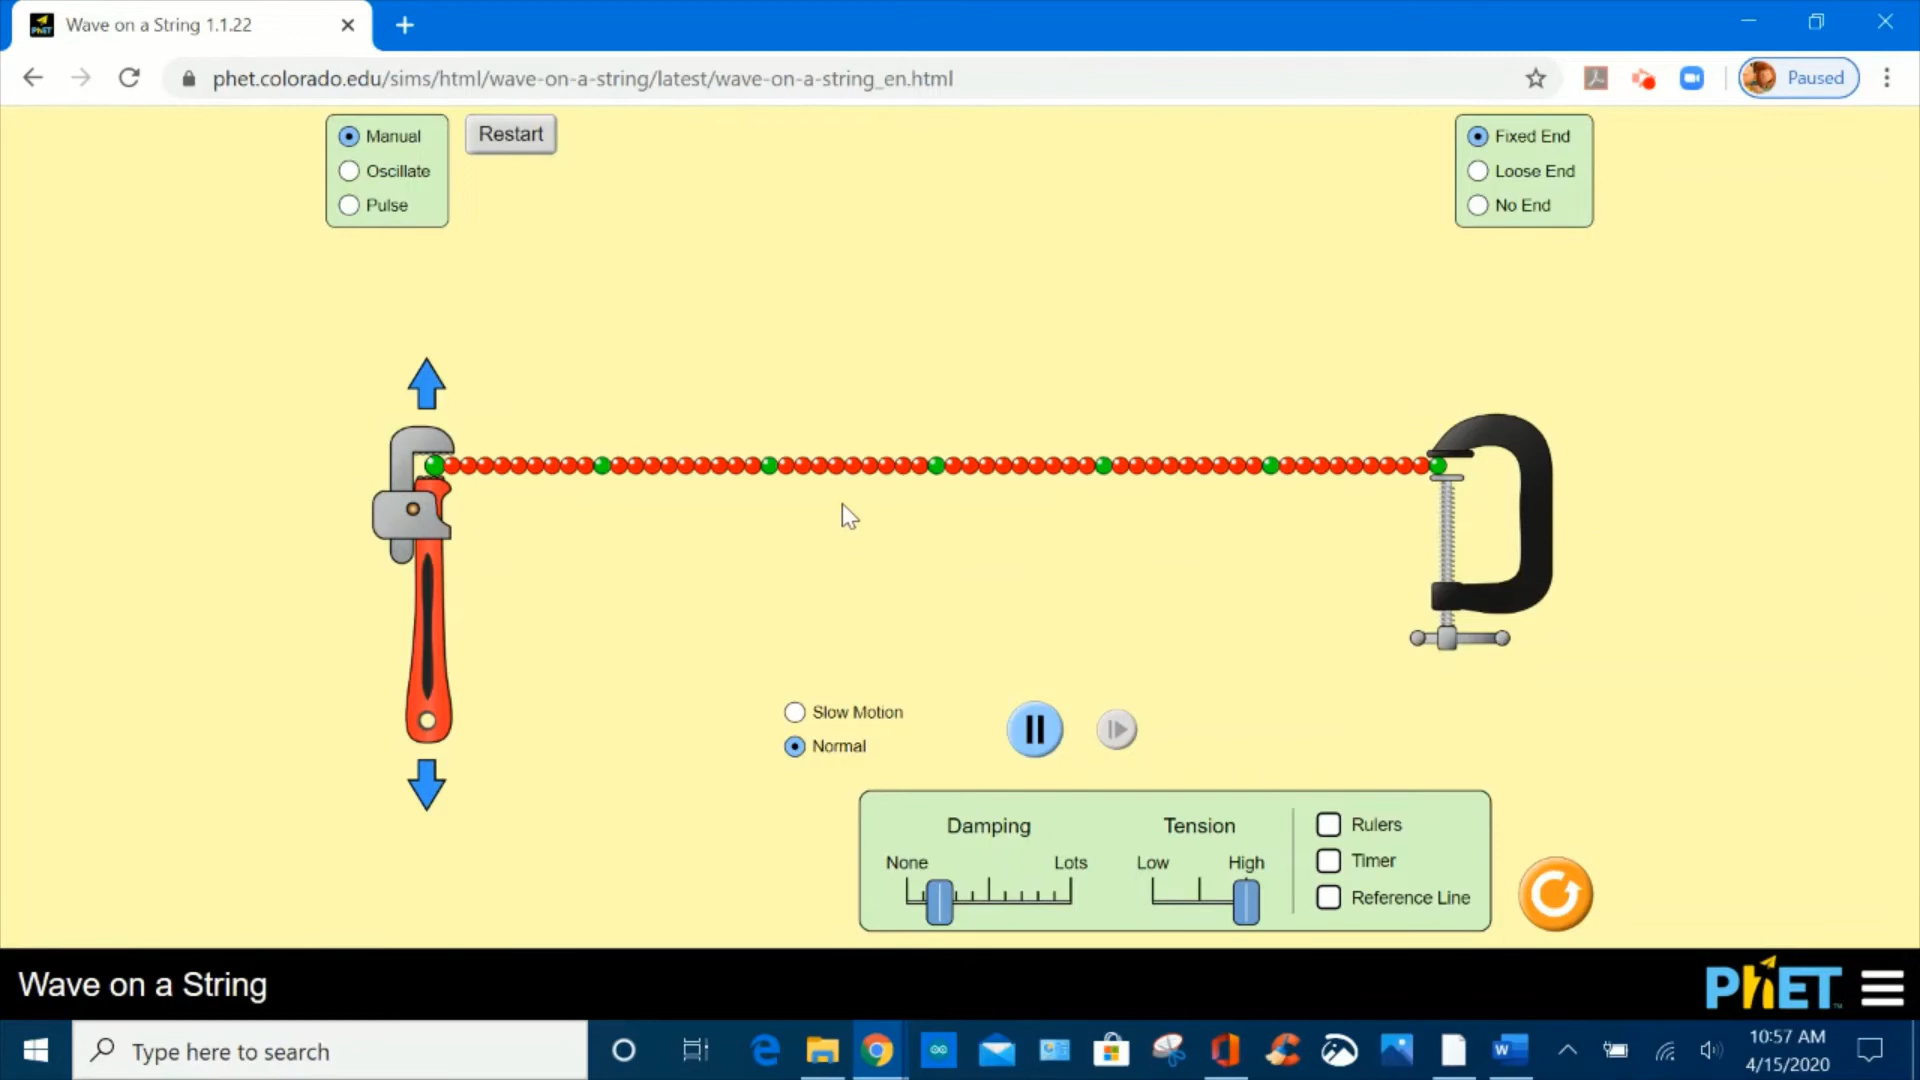 Wave on a String 1.1.22
phet.colorado.edu/sims/html/wave-on-a-string/latest/wave-on-a-string_en.html
Paused
Manual
Oscillate
Pulse
Restart
Fixed End
Loose End
No End
Slow Motion
Normal
Damping
None
Lots
Tension
Low
High
Rulers
Timer
Reference Line
Wave on a String
PhET
Type here to search
10:57 AM
4/15/2020